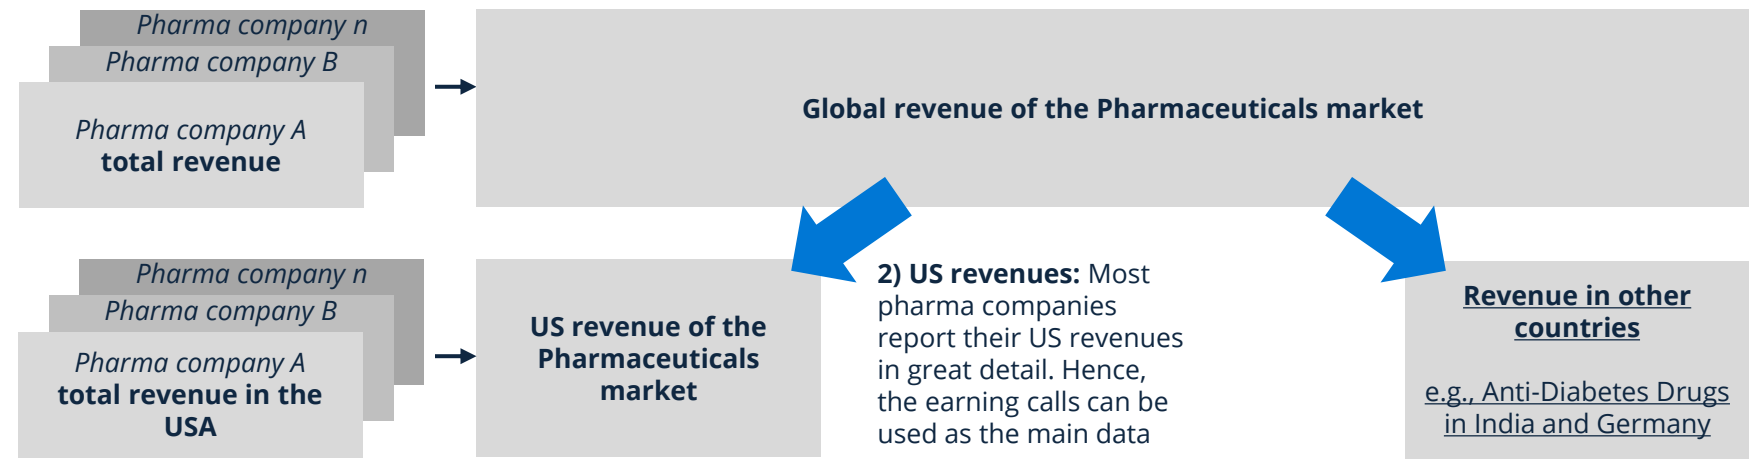 Pharma company n
Pharma company B
Pharma company A
total revenue
Global revenue of the Pharmaceuticals market
Pharma company n
Pharma company B
Pharma company A
total revenue in the
USA
US revenue of the
Pharmaceuticals
market
2) US revenues: Most
pharma companies
report their US revenues
in great detail. Hence,
the earning calls can be
used as the main data
Revenue in other
countries
e.g., Anti-Diabetes Drugs
in India and Germany